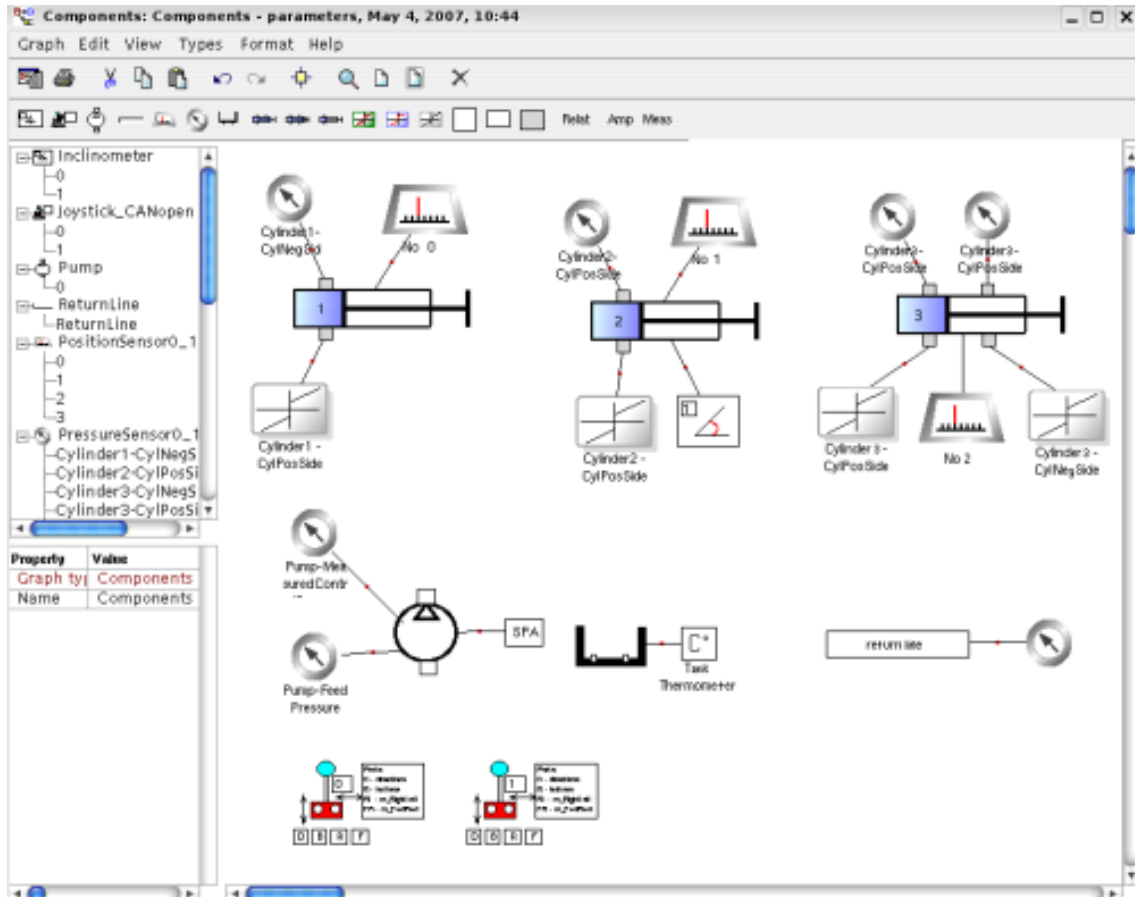 Components: Components - parameters, May 4, 2007, 10:44
Graph Edit View Types Format Help
Relat Amp Meas
Inclinometer
0
1
Joystick_CANopen
0
1
Pump
0
ReturnLine
ReturnLine
PositionSensor0_1
0
1
2
3
PressureSensor0_1
Cylinder1-CylNegS
Cylinder2-CylPosSi
Cylinder3-CylNegS
Cylinder3-CylPosSi
Property Value
Graph typ Components
Name Components
Cylinder1-
CylNegSid
No 0
1
Cylinder1 -
CylPosSide
Cylinder2-
CylPosSide
No 1
2
Cylinder2 -
CylPosSide
1
Cylinder3-
CylPosSide
Cylinder3-
CylPosSide
3
Cylinder 3 -
CylPosSide
No 2
Cylinder 3 -
CylNegSide
Pump-Mea
sured Contr
...
SPA
Pump-Feed
Pressure
C°
Tank
Thermometer
return line
0
D B R F
1
D B R F